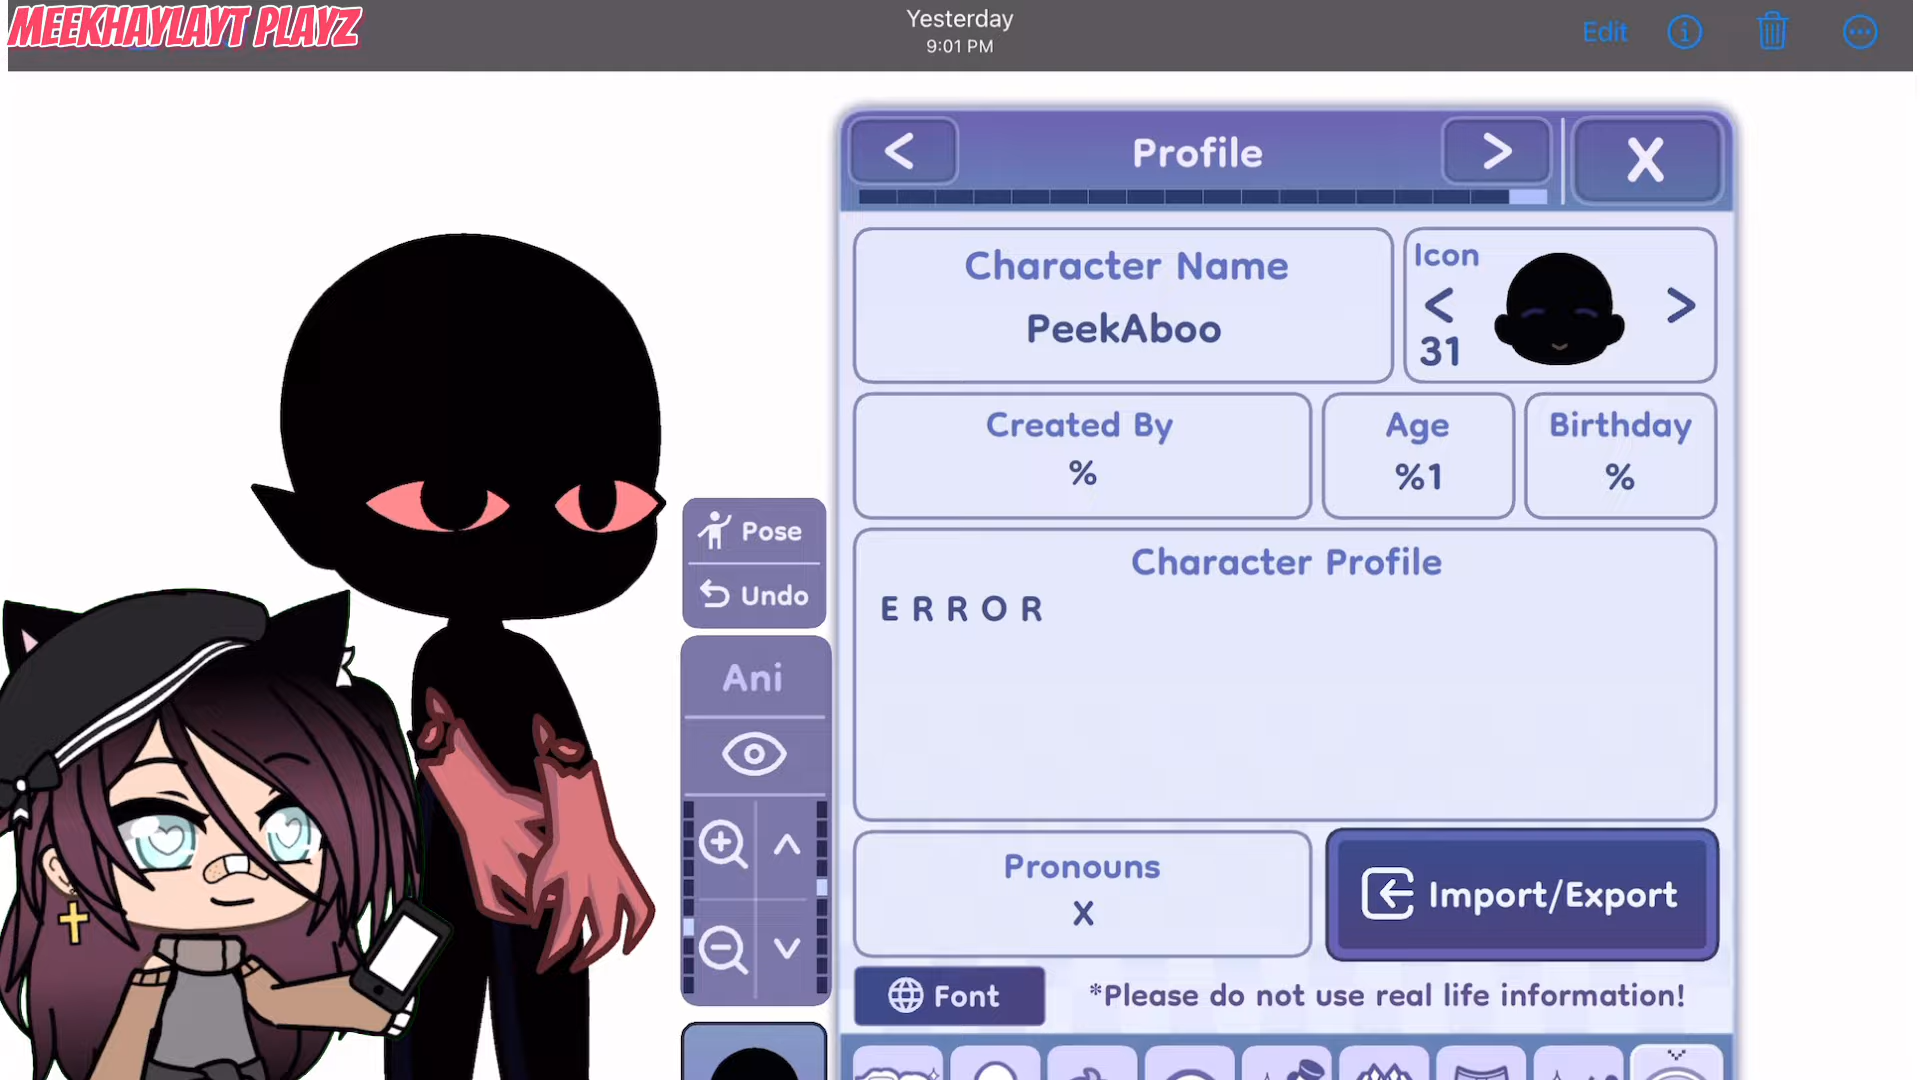 MEEKHAYLAYT PLAYZ
Yesterday
9:01 PM
Edit
< Profile > X
Character Name
PeekAboo
Icon
< >
31
Created By
%
Age
%1
Birthday
%
Pose
Undo
Character Profile
E R R O R
Ani
Pronouns
X
Import/Export
Font
*Please do not use real life information!